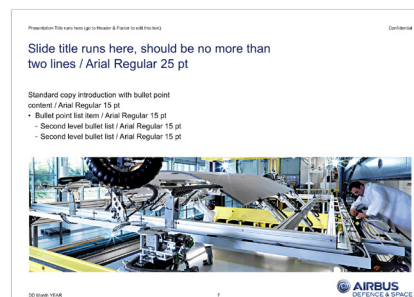 Presentation Title runs here (go to Header & Footer to edit this text)
Confidential
Slide title runs here, should be no more than
two lines / Arial Regular 25 pt
Standard copy introduction with bullet point
content / Arial Regular 15 pt
• Bullet point list item / Arial Regular 15 pt
- Second level bullet list / Arial Regular 15 pt
- Second level bullet list / Arial Regular 15 pt
DD Month YEAR
7
AIRBUS
DEFENCE & SPACE